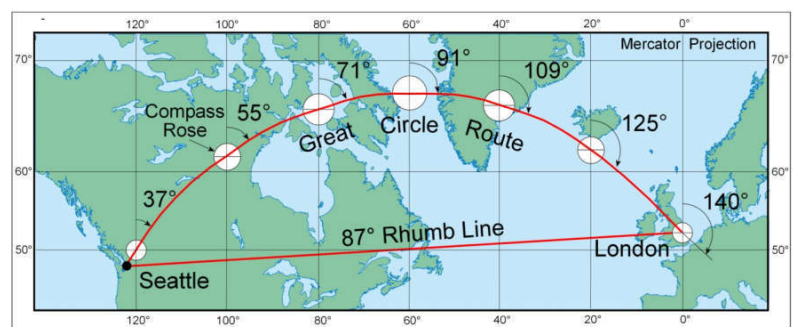 120° 100° 80° 60° 40° 20° 0°
Mercator Projection
70° 71° 91° 109° 70°
Compass
Rose
55° Great Circle Route 125°
60° 60°
37° 140°
87° Rhumb Line
50° London 50°
Seattle
120° 100° 80° 60° 40° 20° 0°